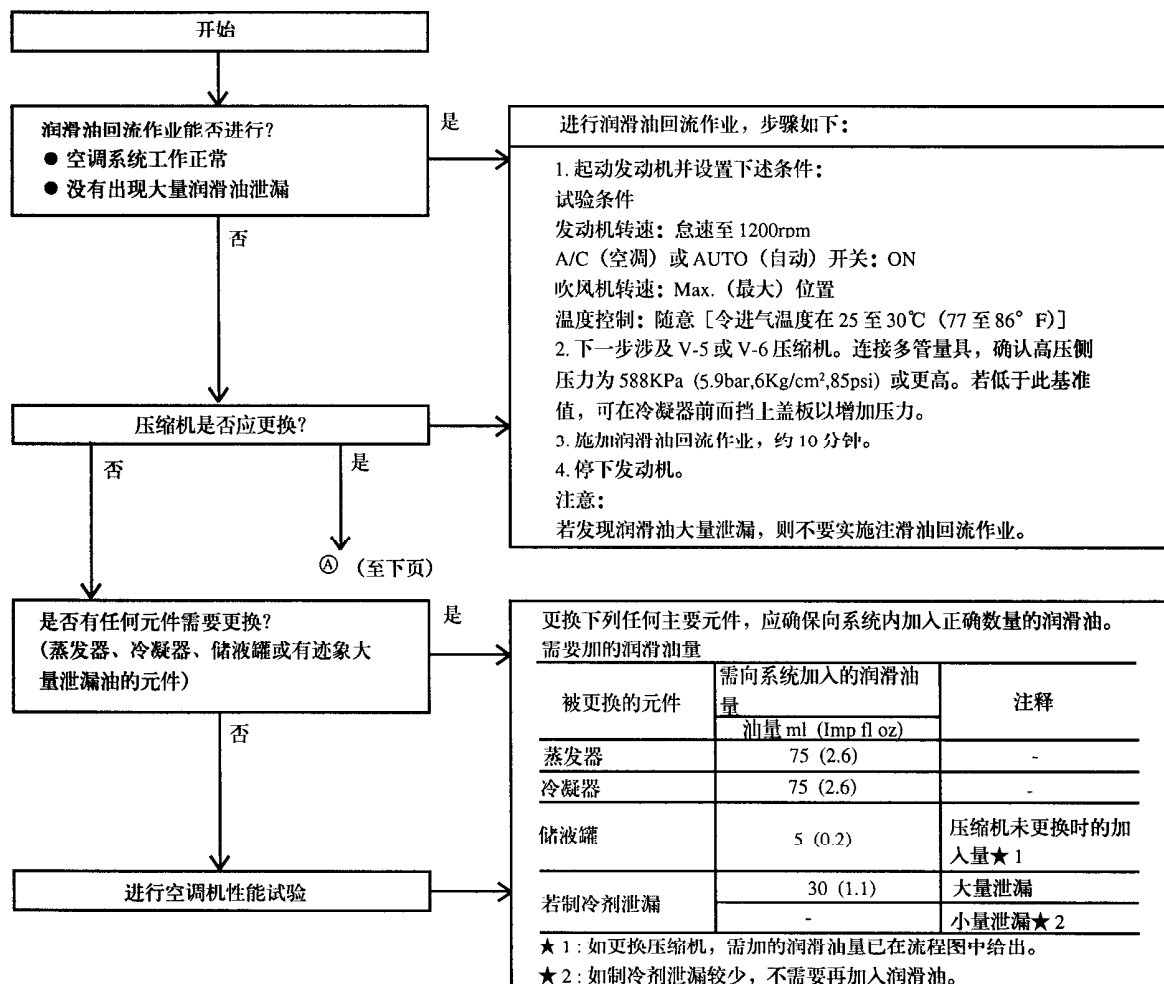 开始
润滑油回流作业能否进行？
● 空调系统工作正常
● 没有出现大量润滑油泄漏
是
否
进行润滑油回流作业，步骤如下：
1. 起动发动机并设置下述条件：
试验条件
发动机转速：怠速至 1200rpm
A/C（空凋）或 AUTO（自动）开关：ON
吹风机转速：Max.（最大）位置
温度控制：随意［令进气温度在 25 至 30℃（77 至 86° F）］
2. 下一步涉及 V-5 或 V-6 压缩机。连接多管量具，确认高压侧
压力为 588KPa (5.9bar,6Kg/cm²,85psi) 或更高。若低于此基准
值，可在冷凝器前而挡上盖板以增加压力。
3. 施加润滑油回流作业，约 10 分钟。
4. 停下发动机。
注意：
若发现润滑油大量泄漏，则不要实施注滑油回流作业。
压缩机是否应更换？
否
是
Ⓐ （至下页）
是否有任何元件需要更换？
(蒸发器、冷凝器、储液罐或有迹象大
量泄漏油的元件)
是
否
更换下列任何主要元件，应确保向系统内加入正确数量的润滑油。
需要加的润滑油量
被更换的元件
需向系统加入的润滑油
量
油量 ml (Imp fl oz)
注释
蒸发器 75 (2.6) -
冷凝器 75 (2.6) -
储液罐 5 (0.2) 压缩机未更换时的加
入量★ 1
若制冷剂泄漏 30 (1.1) 大量泄漏
- 小量泄漏★ 2
★ 1 : 如更换压缩机，需加的润滑油量已在流程图中给出。
★ 2 : 如制冷剂泄漏较少，不需要再加入润滑油。
进行空调机性能试验